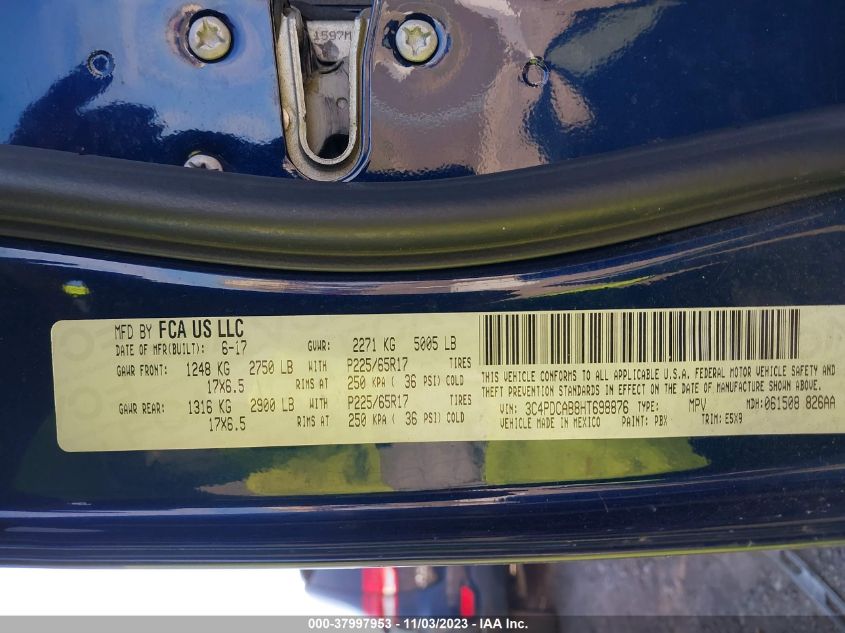 1597M
MFD BY FCA US LLC
DATE OF MFR(BUILT): 6-17 GVWR: 2271 KG 5005 LB
GAWR FRONT: 1248 KG 2750 LB WITH P225/65R17 TIRES
17X6.5 RIMS AT 250 KPA ( 36 PSI) COLD
GAWR REAR: 1316 KG 2900 LB WITH P225/65R17 TIRES
17X6.5 RIMS AT 250 KPA ( 36 PSI) COLD
THIS VEHICLE CONFORMS TO ALL APPLICABLE U.S.A. FEDERAL MOTOR VEHICLE SAFETY, BUMPER, AND
THEFT PREVENTION STANDARDS IN EFFECT ON THE DATE OF MANUFACTURE SHOWN ABOVE.
VIN: 3C4PDCAB8HT698876 TYPE: MPV MDH: 061508 826AA
VEHICLE MADE IN MEXICO PAINT: PBX TRIM: E5X9
000-37997953 - 11/03/2023 - IAA Inc.